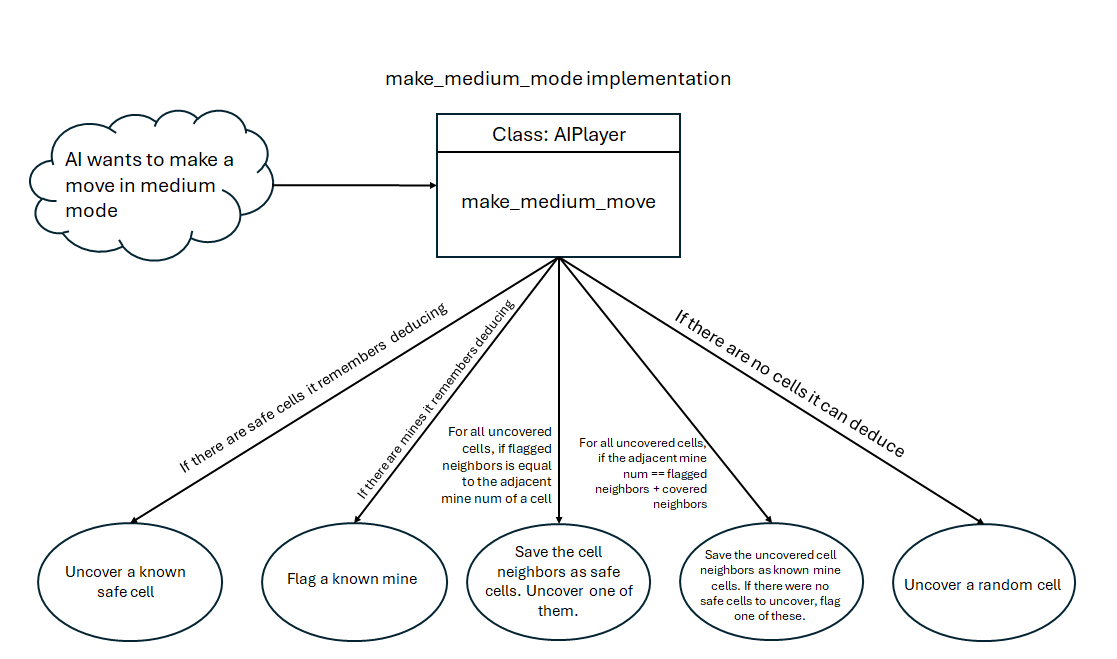 make_medium_mode implementation
Class: AIPlayer
AI wants to make a
move in medium
mode
make_medium_move
If there are safe cells it remembers deducing
If there are mines it remembers deducing
For all uncovered
cells, if flagged
neighbors is equal
to the adjacent
mine num of a cell
For all uncovered cells,
if the adjacent mine
num == flagged
neighbors + covered
neighbors
If there are no cells it can deduce
Uncover a known
safe cell
Flag a known mine
Save the cell
neighbors as safe
cells. Uncover one of
them.
Save the uncovered cell
neighbors as known mine
cells. If there were no
safe cells to uncover, flag
one of these.
Uncover a random cell